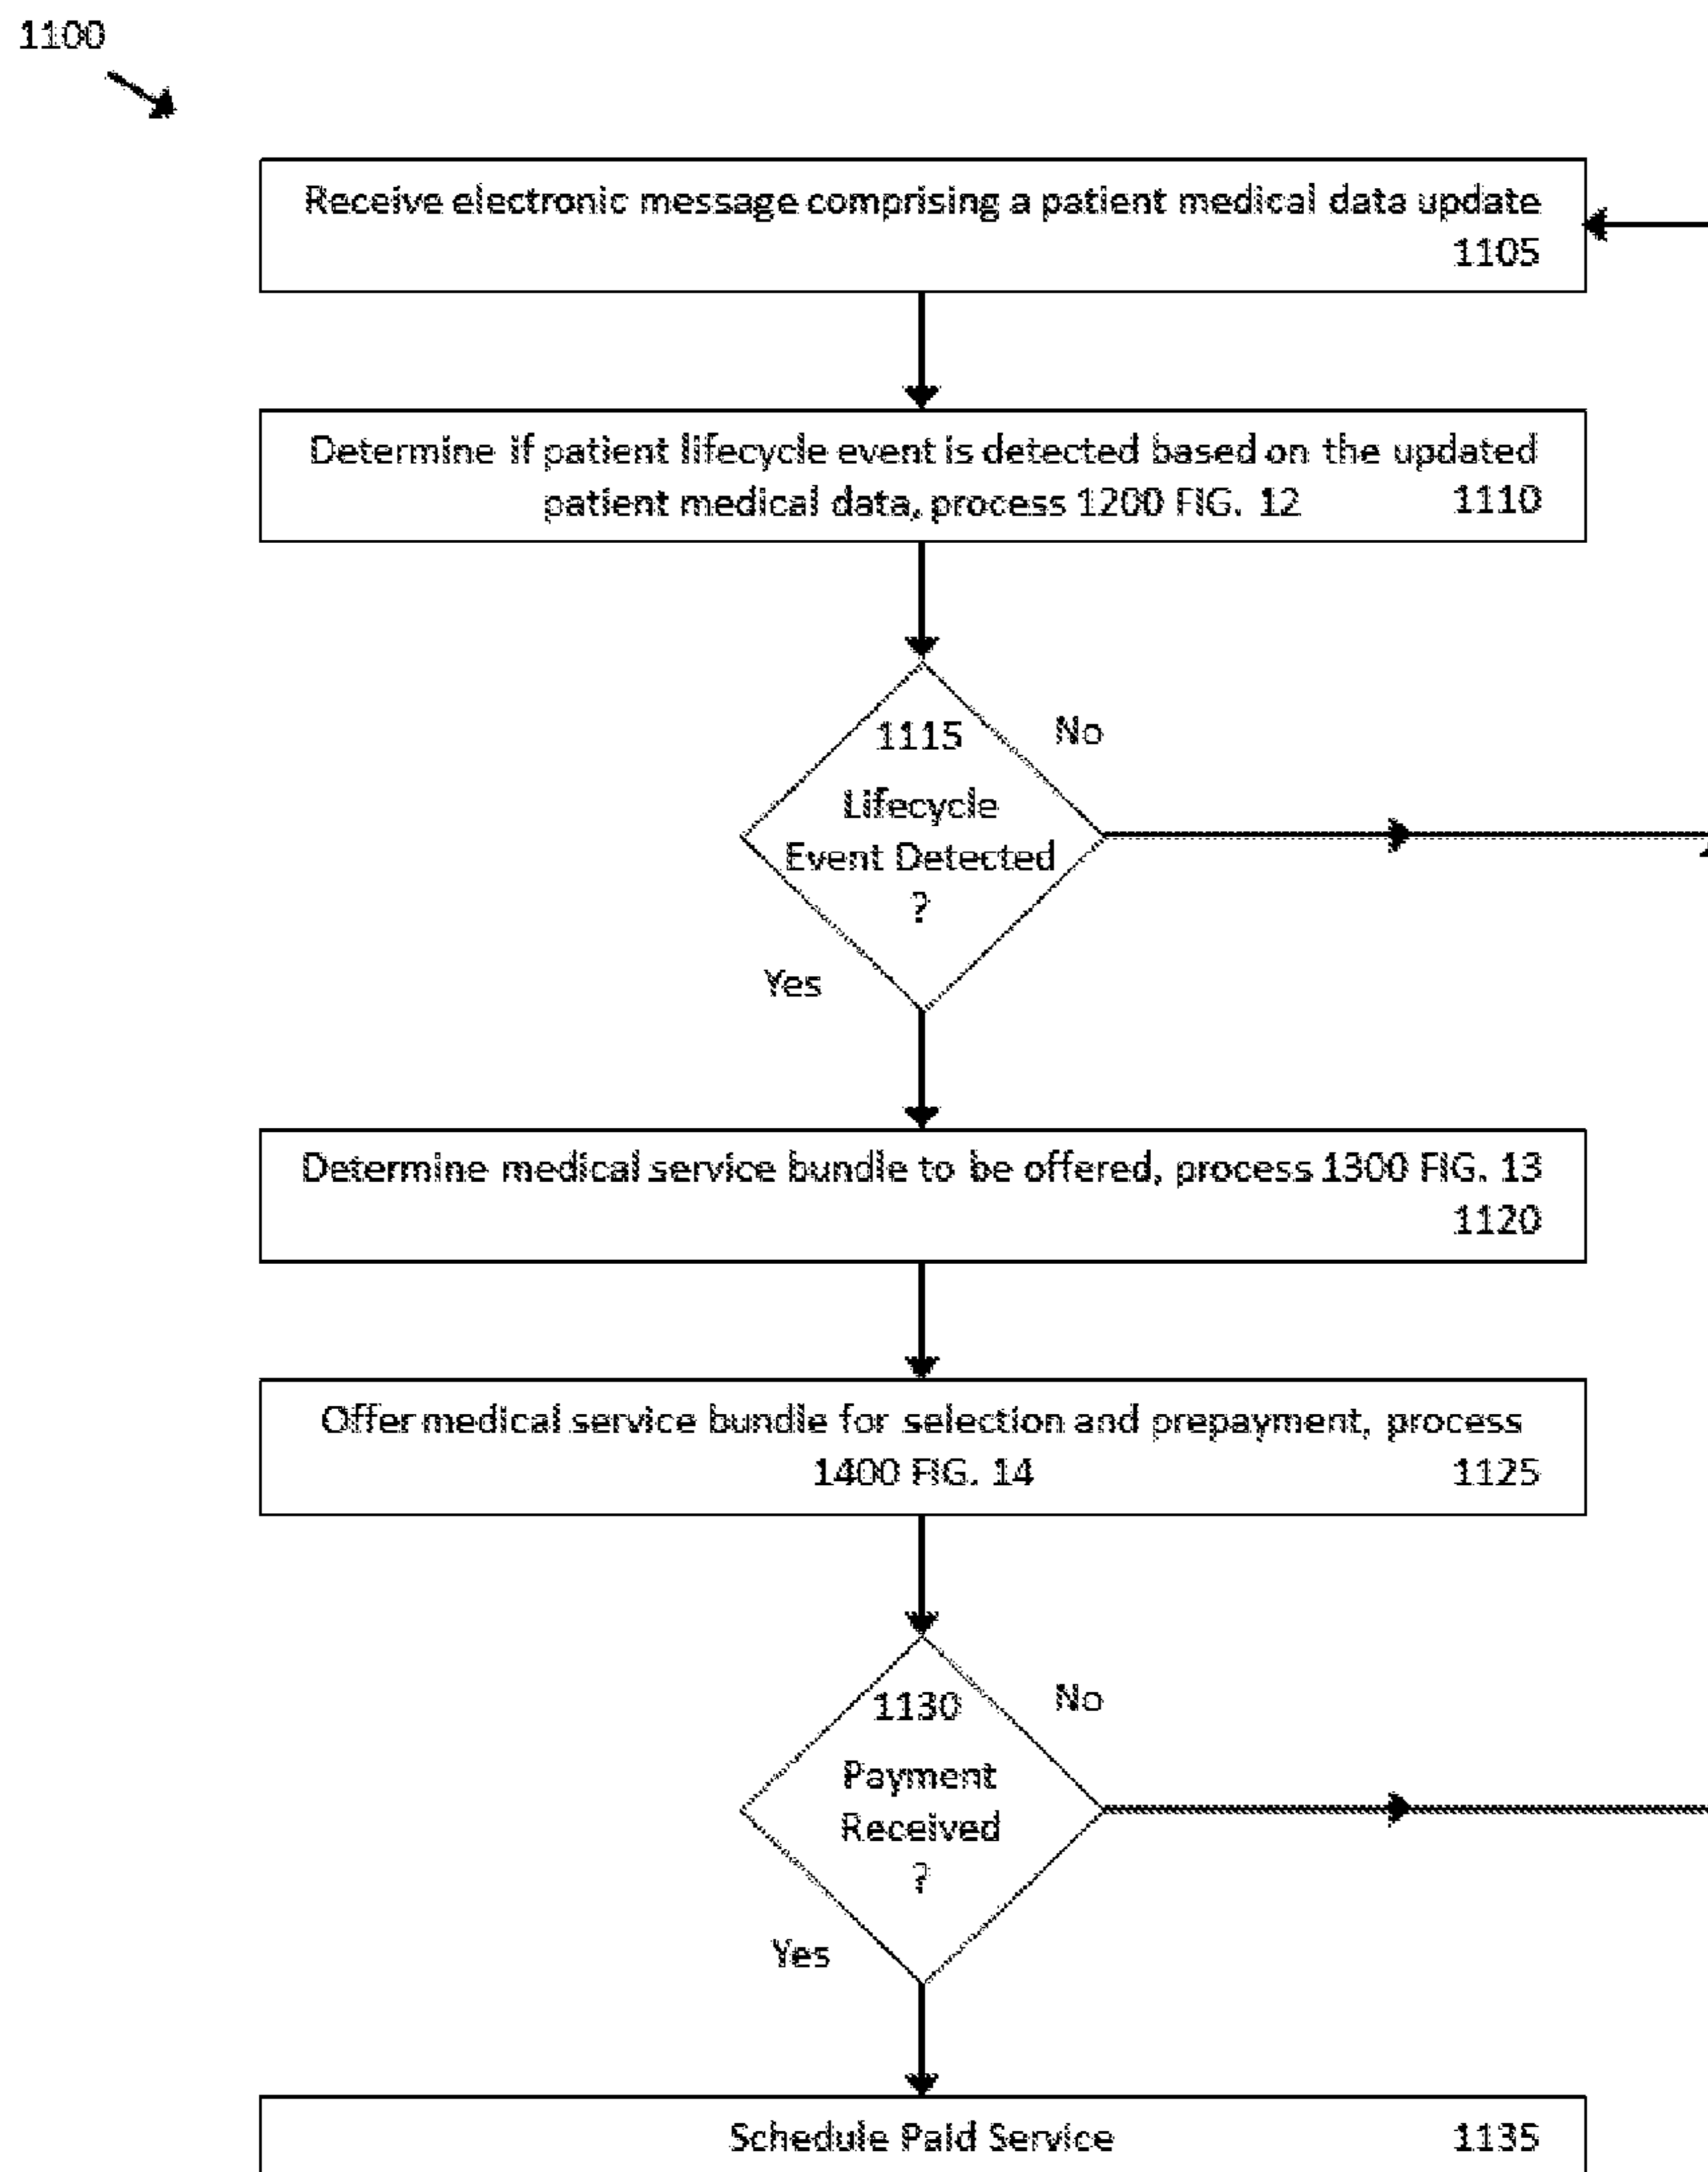 1100
Receive electronic message comprising a patient medical data update
1105
Determine if patient lifecycle event is detected based on the updated
patient medical data, process 1200 FIG. 12 1110
1115
No
Lifecycle
Event Detected
?
Yes
Determine medical service bundle to be offered, process 1300 FIG. 13
1120
Offer medical service bundle for selection and prepayment, process
1400 FIG. 14 1125
1130
No
Payment
Received
?
Yes
Schedule Paid Service 1135